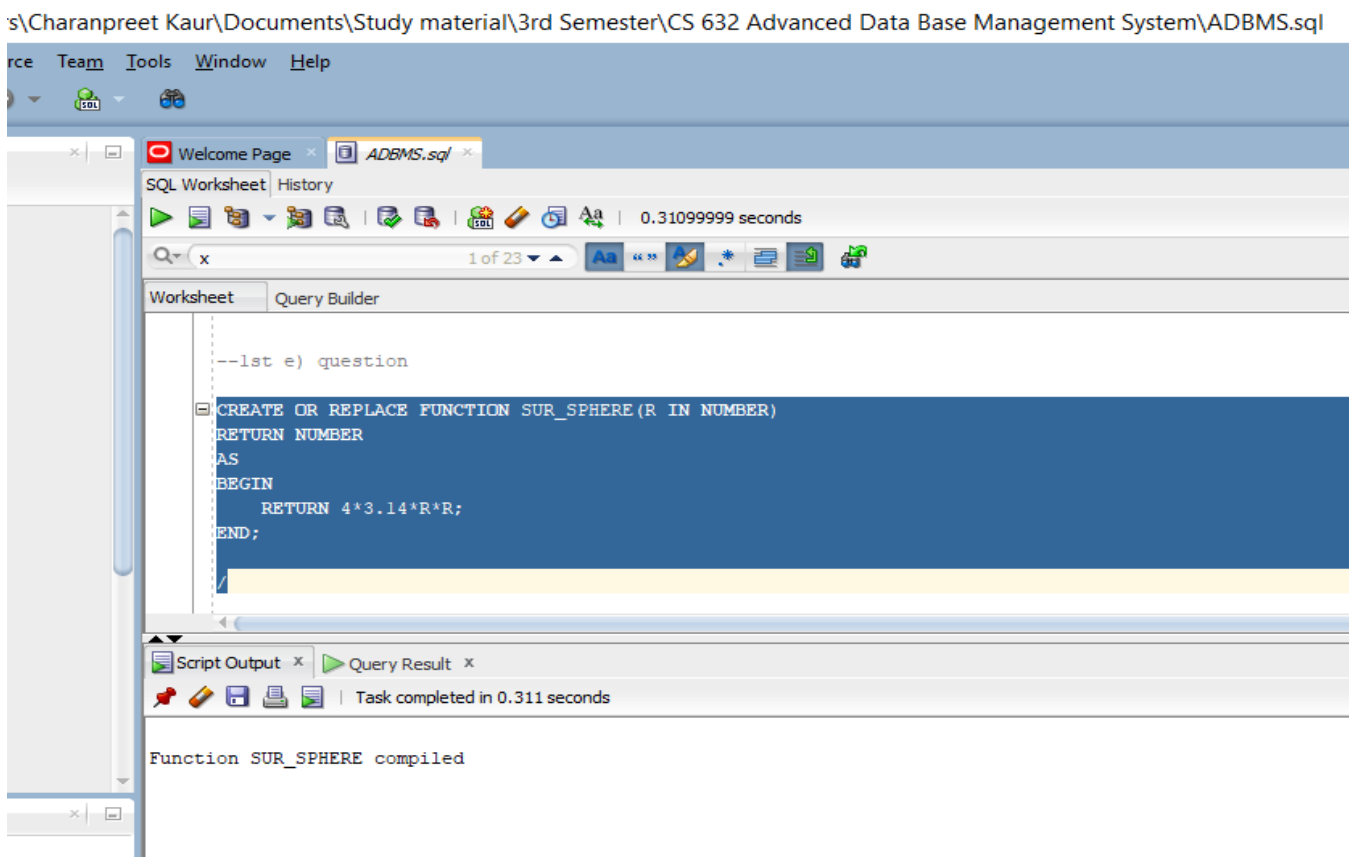 s\Charanpreet Kaur\Documents\Study material\3rd Semester\CS 632 Advanced Data Base Management System\ADBMS.sql
rce Team Tools Window Help
Welcome Page ADBMS.sql
SQL Worksheet History
0.31099999 seconds
x 1 of 23 Aa “ ” .*
Worksheet Query Builder
--1st e) question
CREATE OR REPLACE FUNCTION SUR_SPHERE(R IN NUMBER)
RETURN NUMBER
AS
BEGIN
RETURN 4*3.14*R*R;
END;
/
Script Output x Query Result x
Task completed in 0.311 seconds
Function SUR_SPHERE compiled